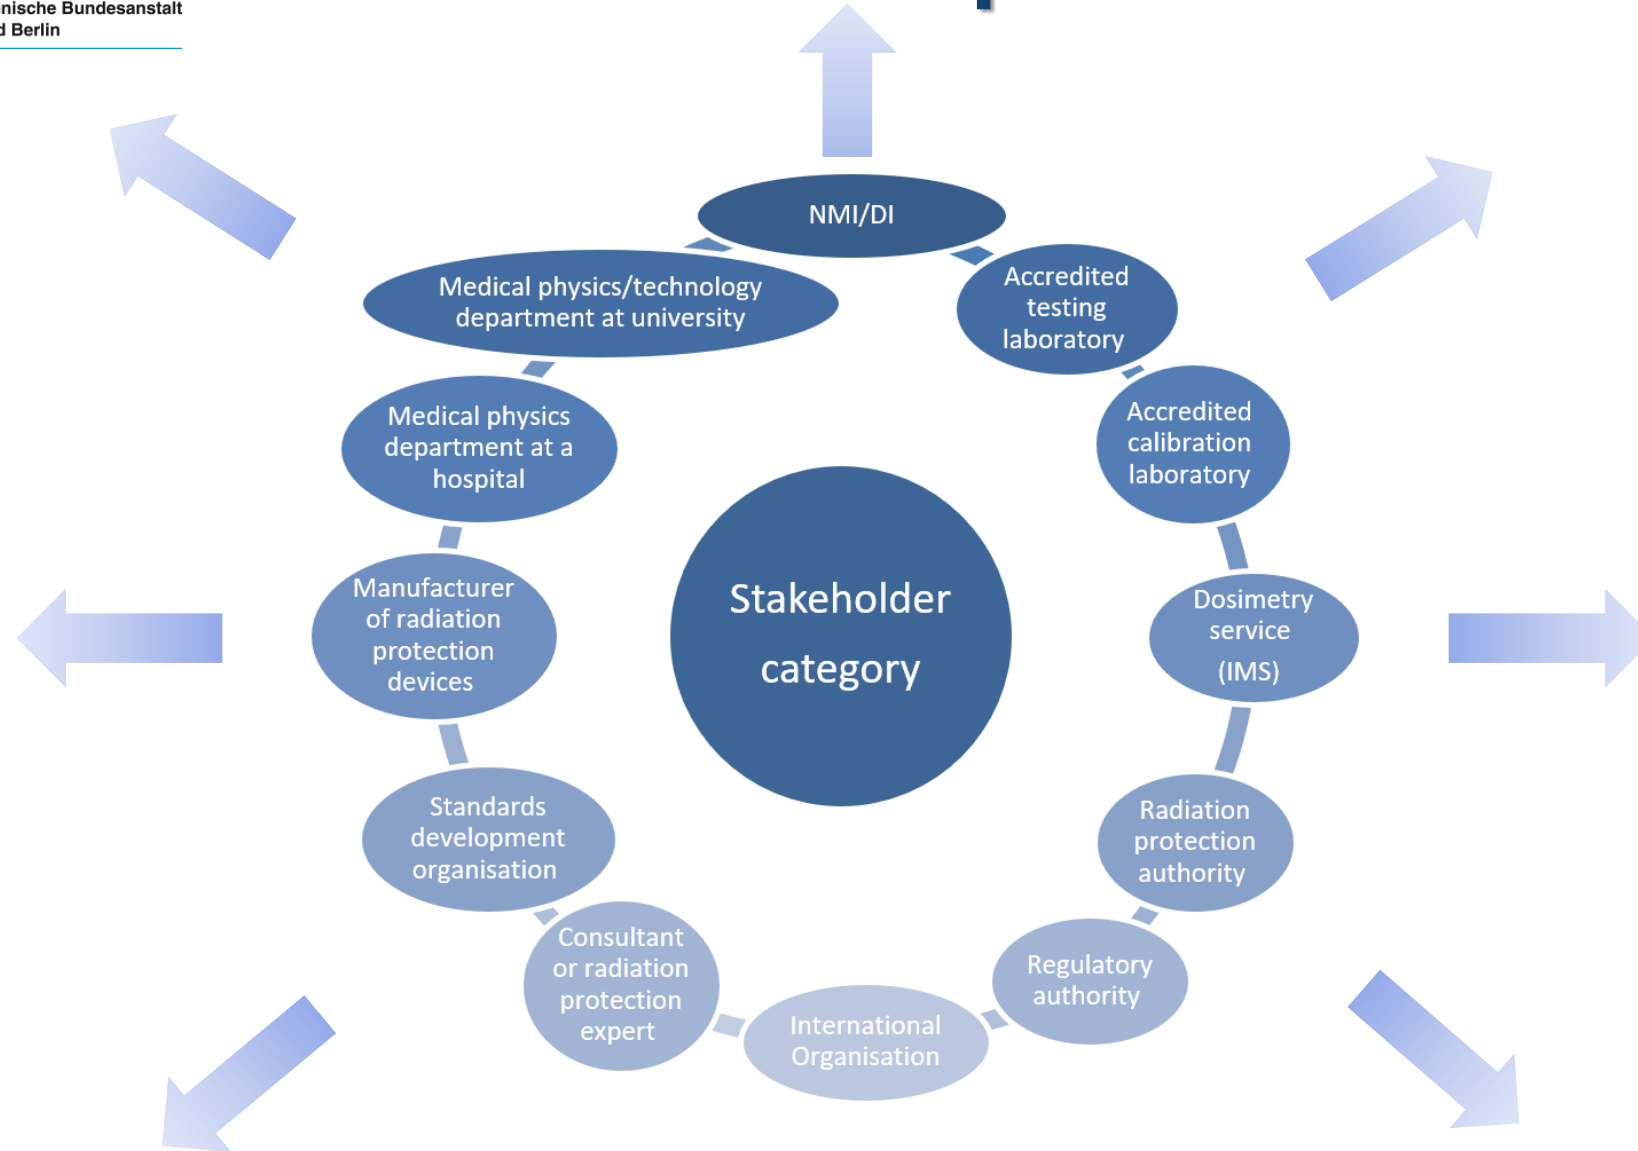 nische Bundesanstalt
d Berlin
NMI/DI
Accredited
testing
laboratory
Accredited
calibration
laboratory
Dosimetry
service
(IMS)
Radiation
protection
authority
Regulatory
authority
International
Organisation
Consultant
or radiation
protection
expert
Standards
development
organisation
Manufacturer
of radiation
protection
devices
Medical physics
department at a
hospital
Medical physics/technology
department at university
Stakeholder
category